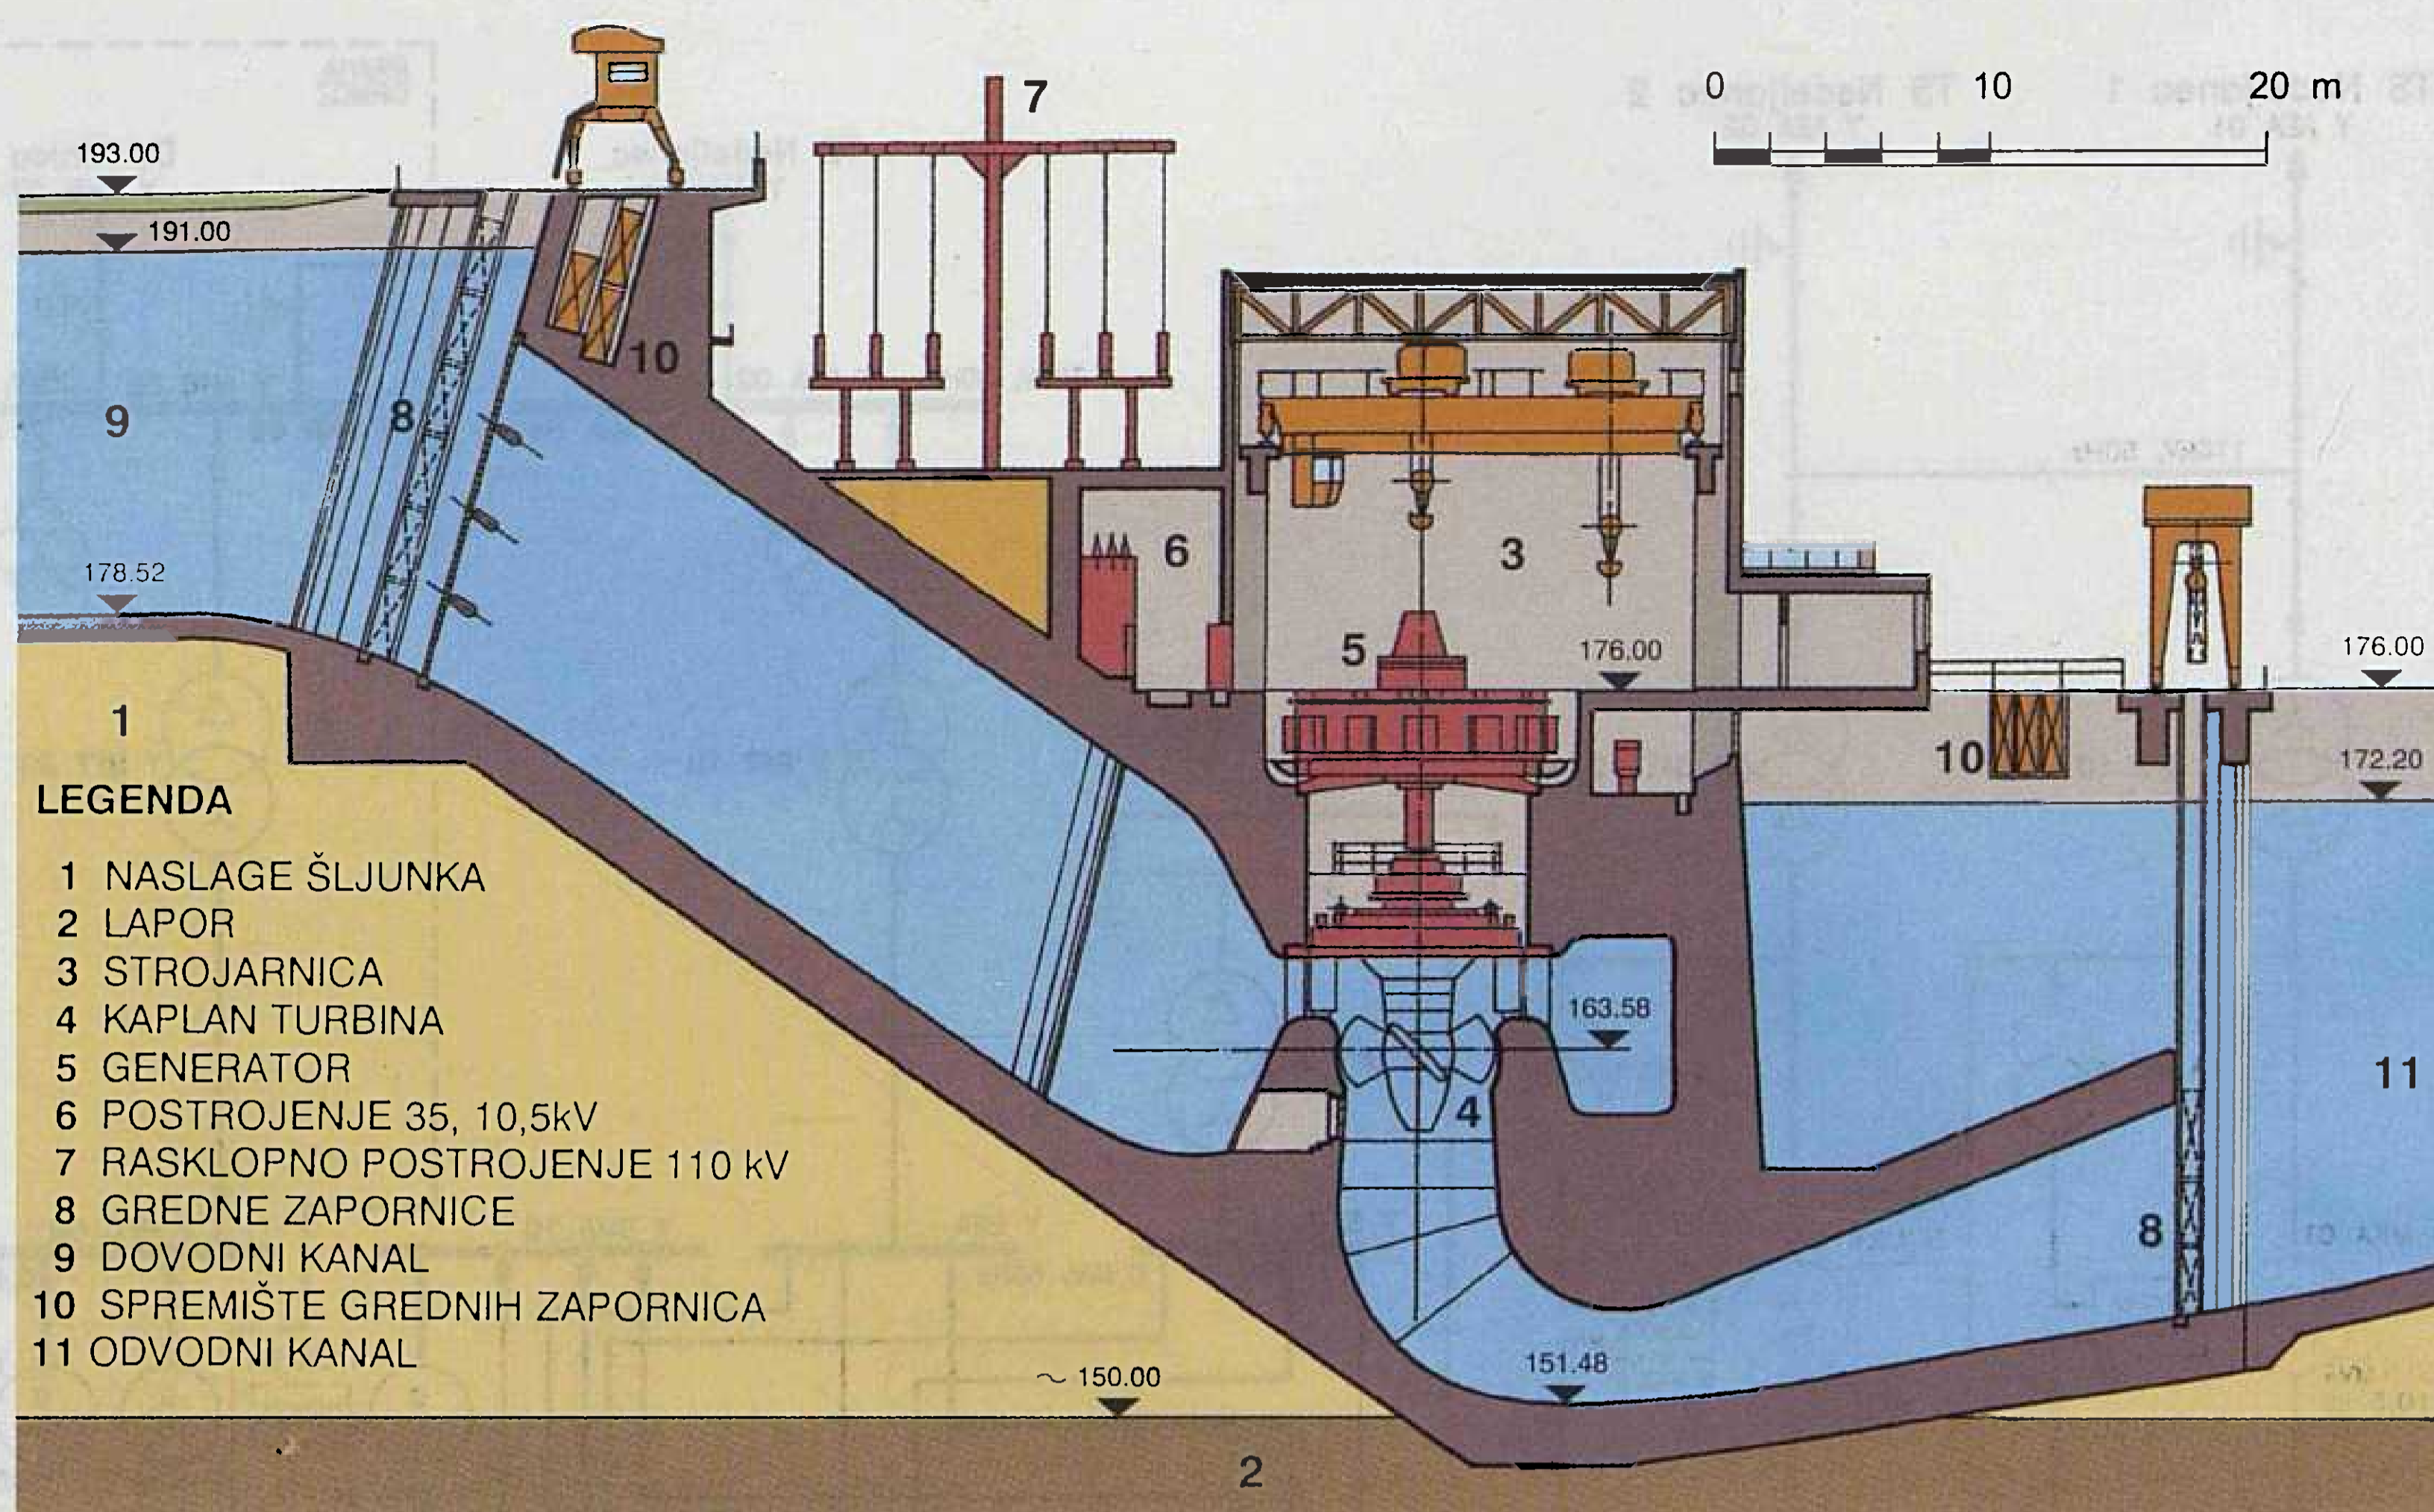 7
0 10 20 m
193.00
191.00
10
9
8
6
3
178.52
5
176.00
176.00
1
10
172.20
LEGENDA
1 NASLAGE ŠLJUNKA
2 LAPOR
3 STROJARNICA
4 KAPLAN TURBINA
5 GENERATOR
6 POSTROJENJE 35, 10,5kV
7 RASKLOPNO POSTROJENJE 110 kV
8 GREDNE ZAPORNICE
9 DOVODNI KANAL
10 SPREMIŠTE GREDNIH ZAPORNICA
11 ODVODNI KANAL
163.58
11
4
8
151.48
~ 150.00
2